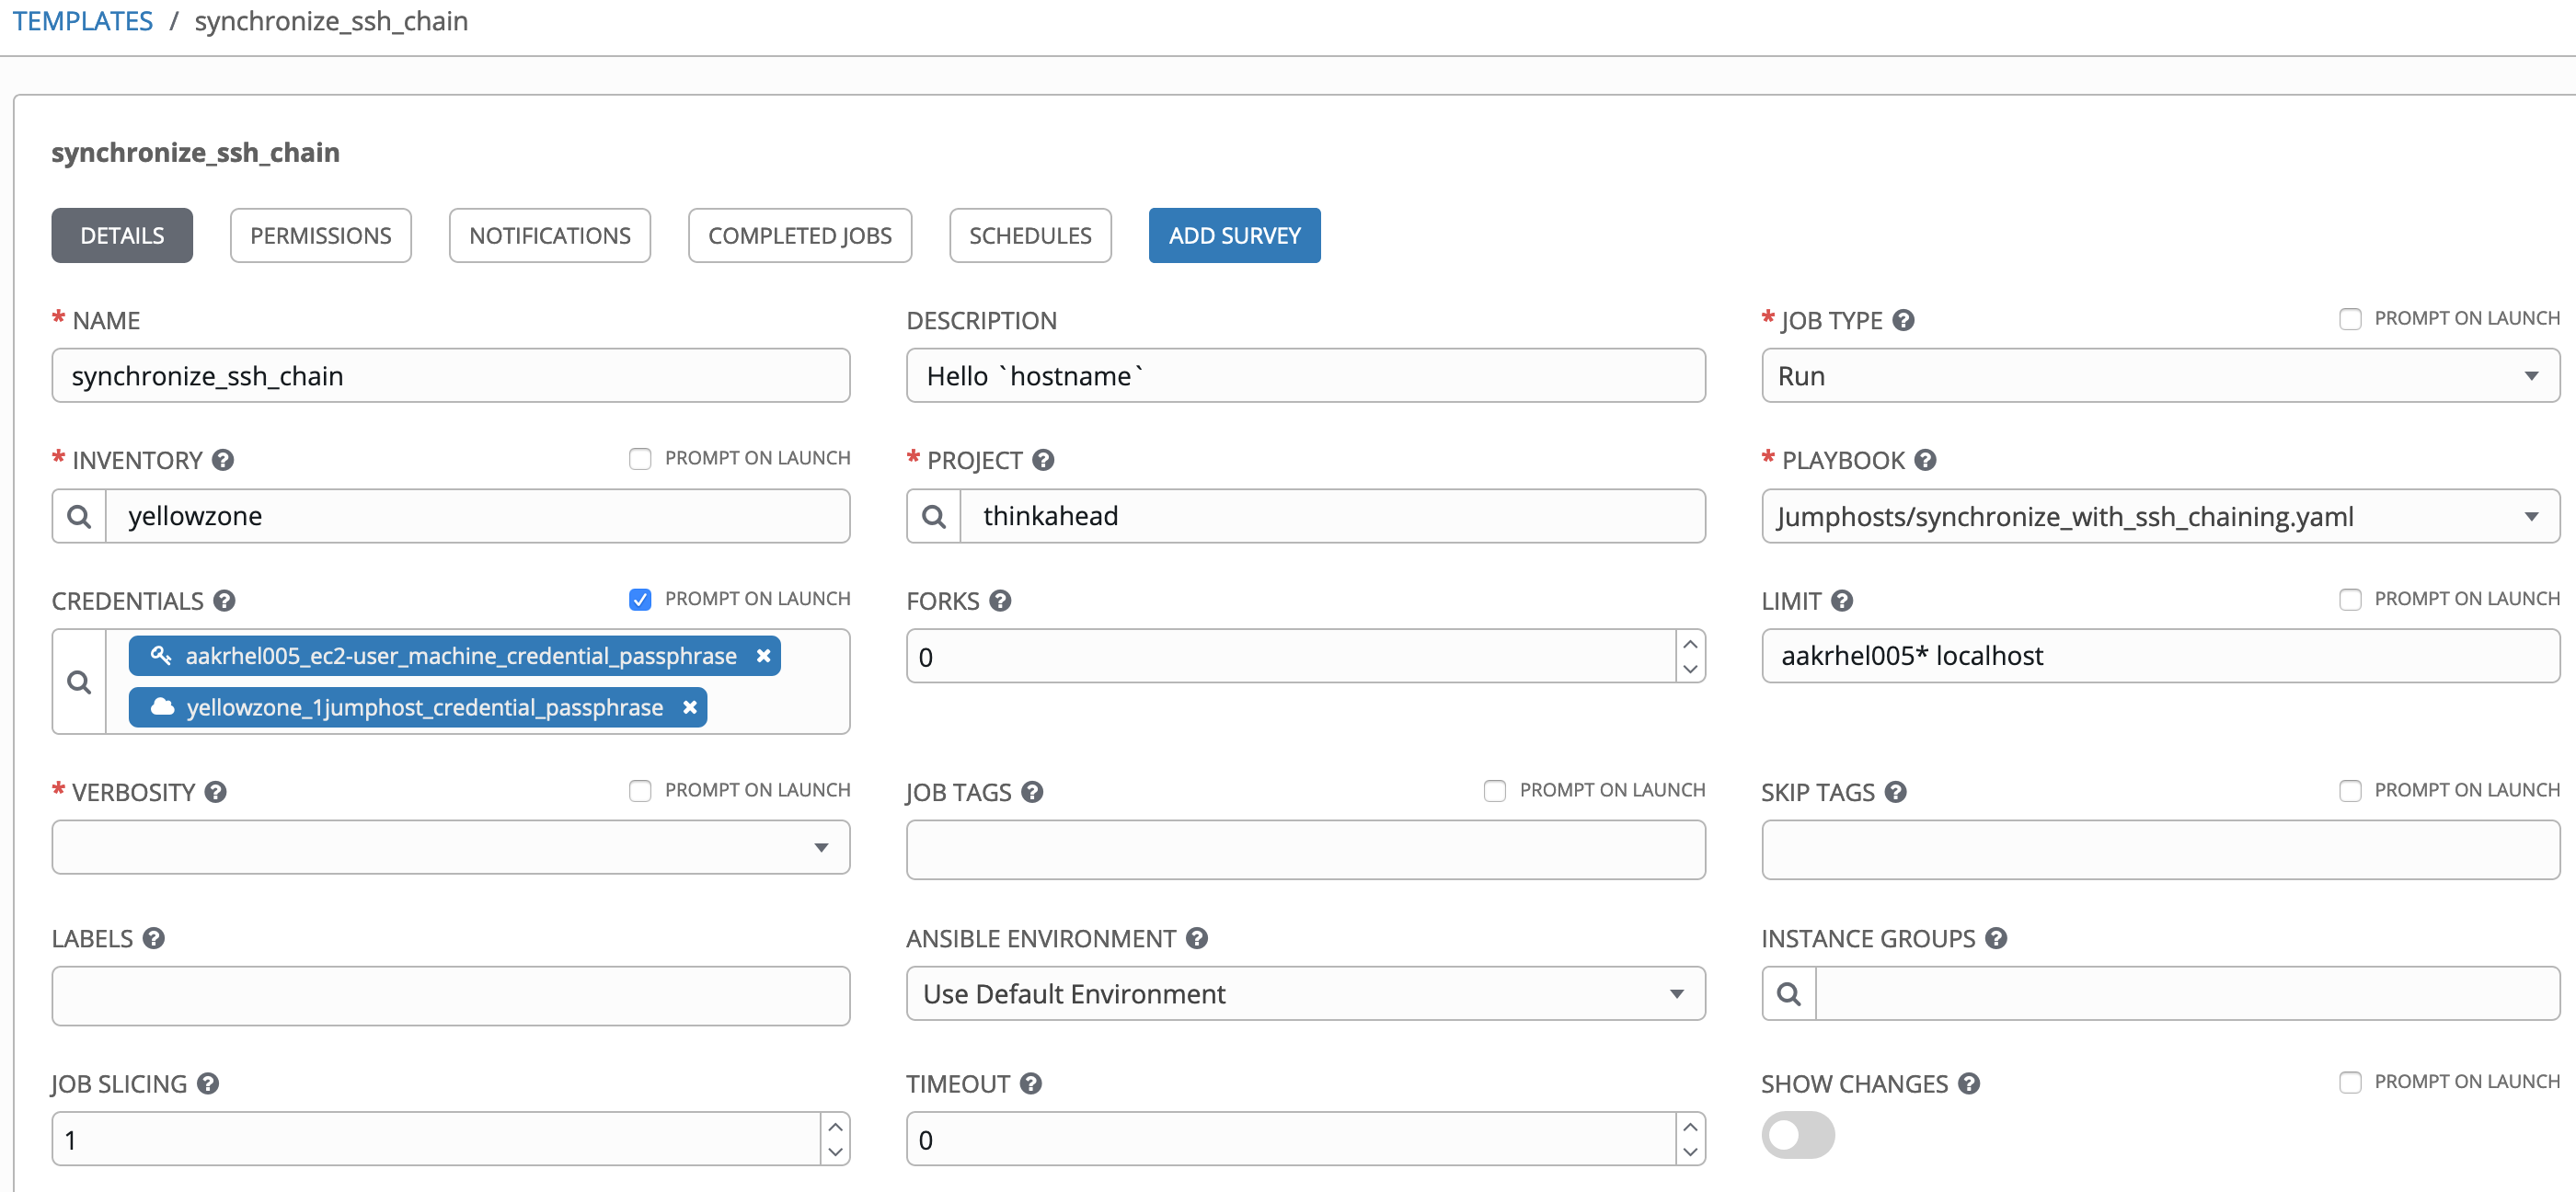 TEMPLATES / synchronize_ssh_chain
synchronize_ssh_chain
DETAILS PERMISSIONS NOTIFICATIONS COMPLETED JOBS SCHEDULES ADD SURVEY
* NAME DESCRIPTION * JOB TYPE ? PROMPT ON LAUNCH
synchronize_ssh_chain Hello `hostname` Run
* INVENTORY ? PROMPT ON LAUNCH * PROJECT ? * PLAYBOOK ?
yellowzone thinkahead Jumphosts/synchronize_with_ssh_chaining.yaml
CREDENTIALS ? PROMPT ON LAUNCH FORKS ? LIMIT ? PROMPT ON LAUNCH
aakrhel005_ec2-user_machine_credential_passphrase × 0 aakrhel005* localhost
yellowzone_1jumphost_credential_passphrase ×
* VERBOSITY ? PROMPT ON LAUNCH JOB TAGS ? PROMPT ON LAUNCH SKIP TAGS ? PROMPT ON LAUNCH
LABELS ? ANSIBLE ENVIRONMENT ? INSTANCE GROUPS ?
Use Default Environment
JOB SLICING ? TIMEOUT ? SHOW CHANGES ? PROMPT ON LAUNCH
1 0